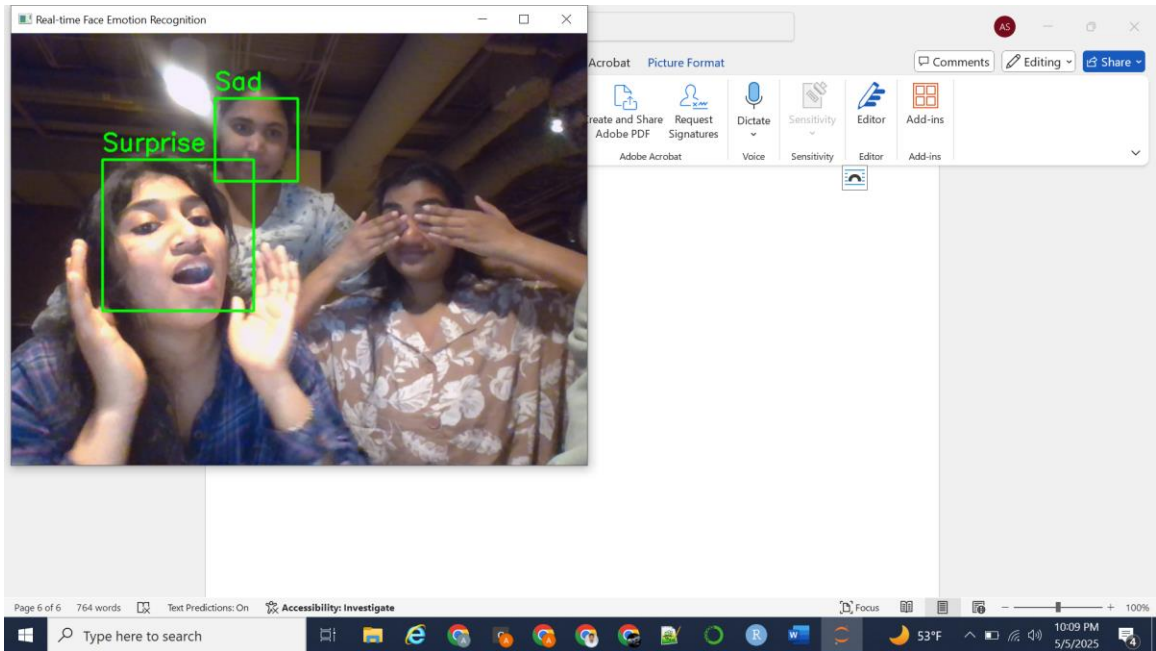 Real-time Face Emotion Recognition
Sad
Surprise
AS
Acrobat Picture Format
Comments Editing Share
Create and Share Adobe PDF
Request Signatures
Dictate
Sensitivity
Editor
Add-ins
Adobe Acrobat Voice Sensitivity Editor Add-ins
Page 6 of 6 764 words Text Predictions: On Accessibility: Investigate Focus 100%
Type here to search
R
W
53°F
10:09 PM
5/5/2025
4